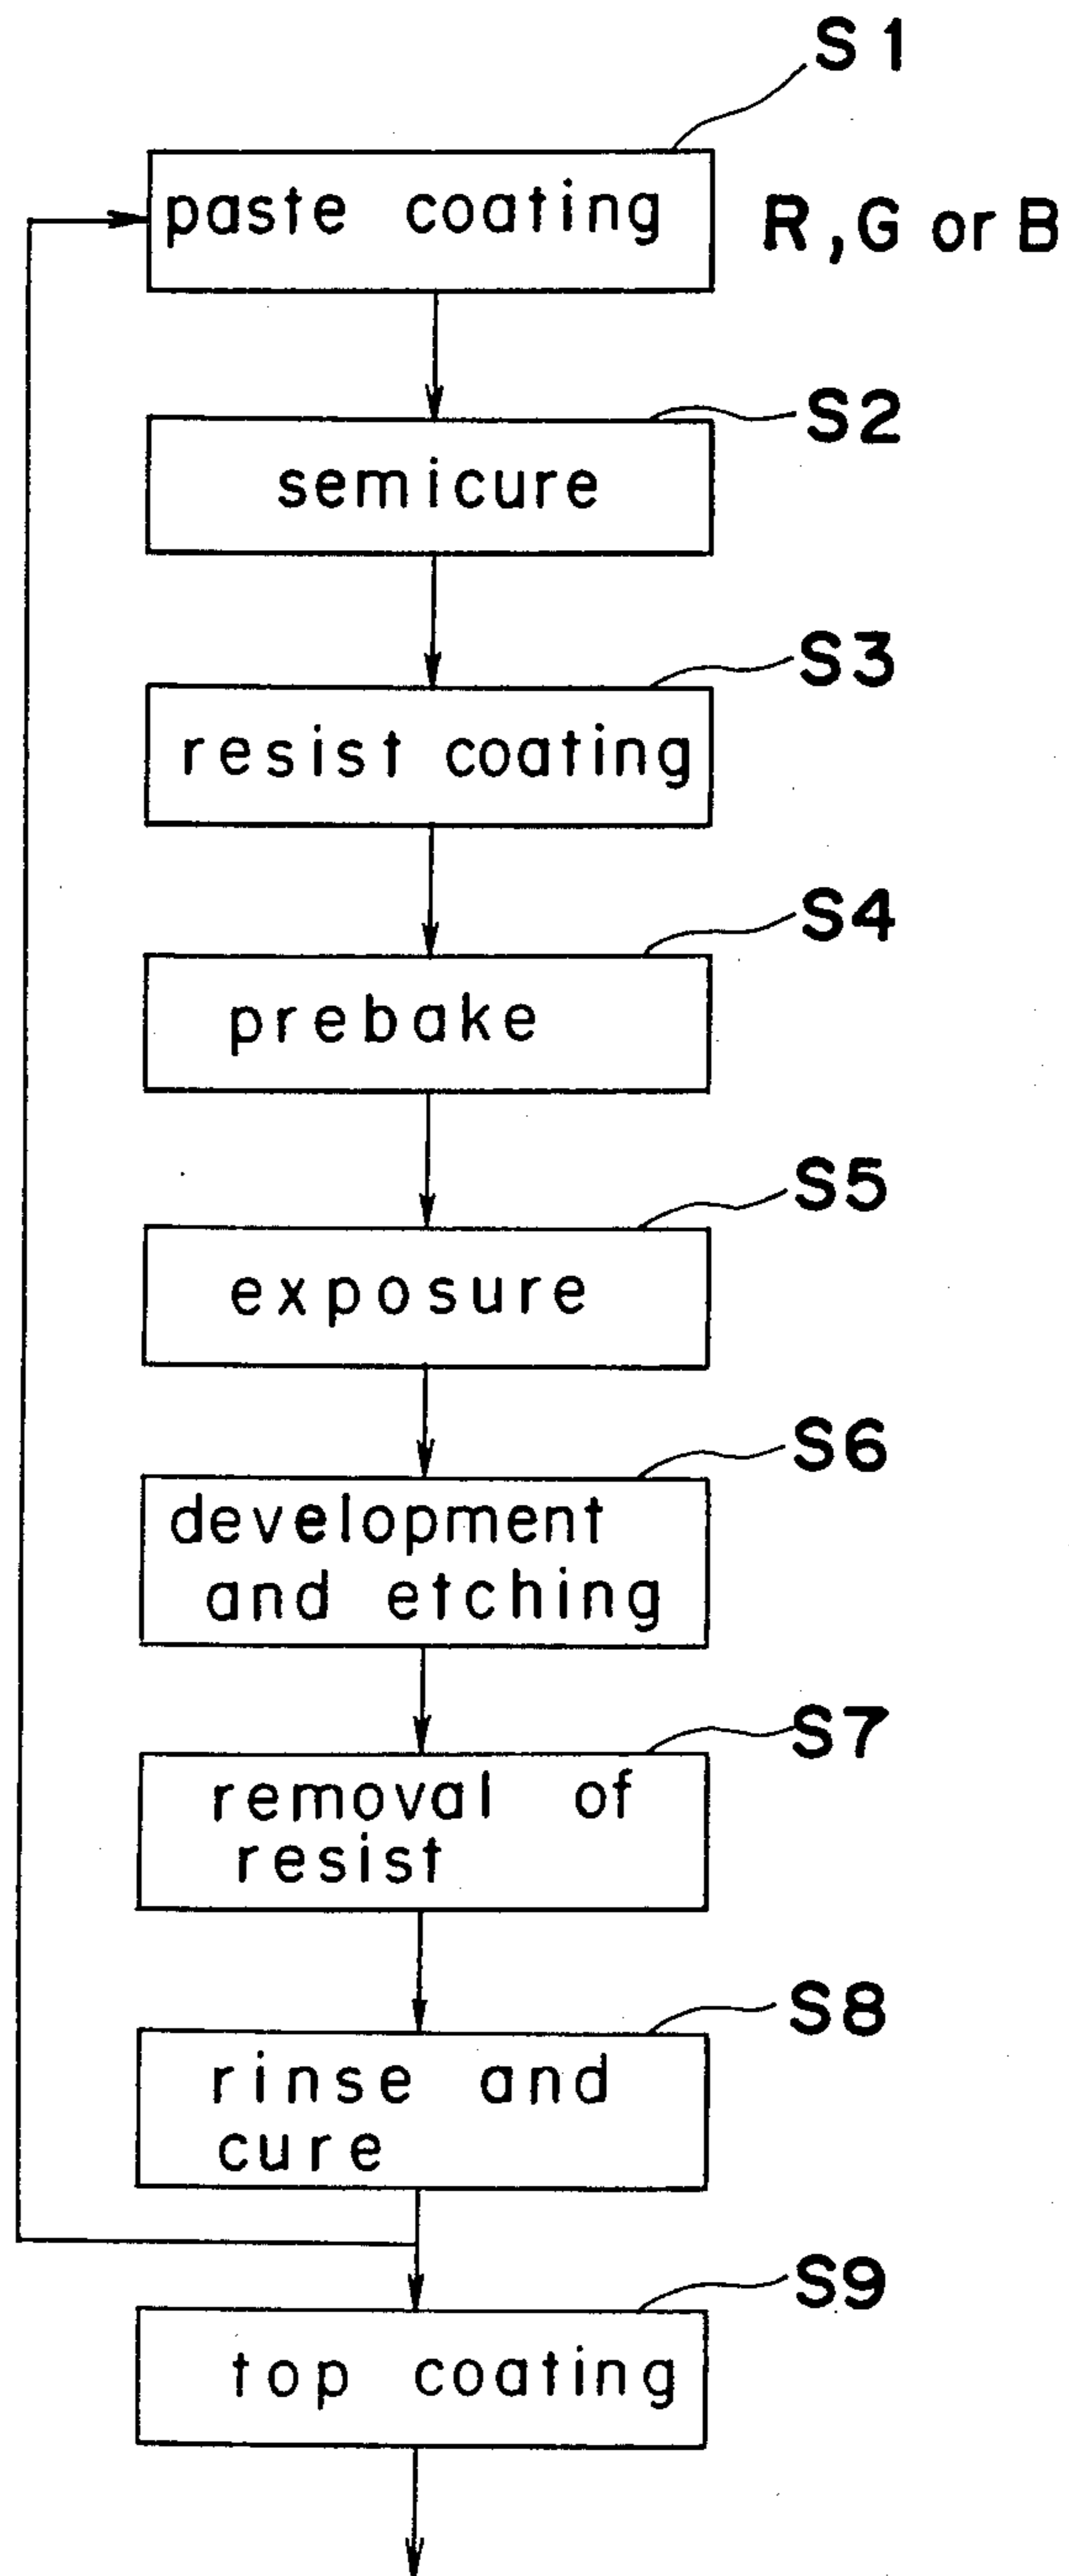 S1
paste coating
R, G or B
S2
semicure
S3
resist coating
S4
prebake
S5
exposure
S6
development
and etching
S7
removal of
resist
S8
rinse and
cure
S9
top coating